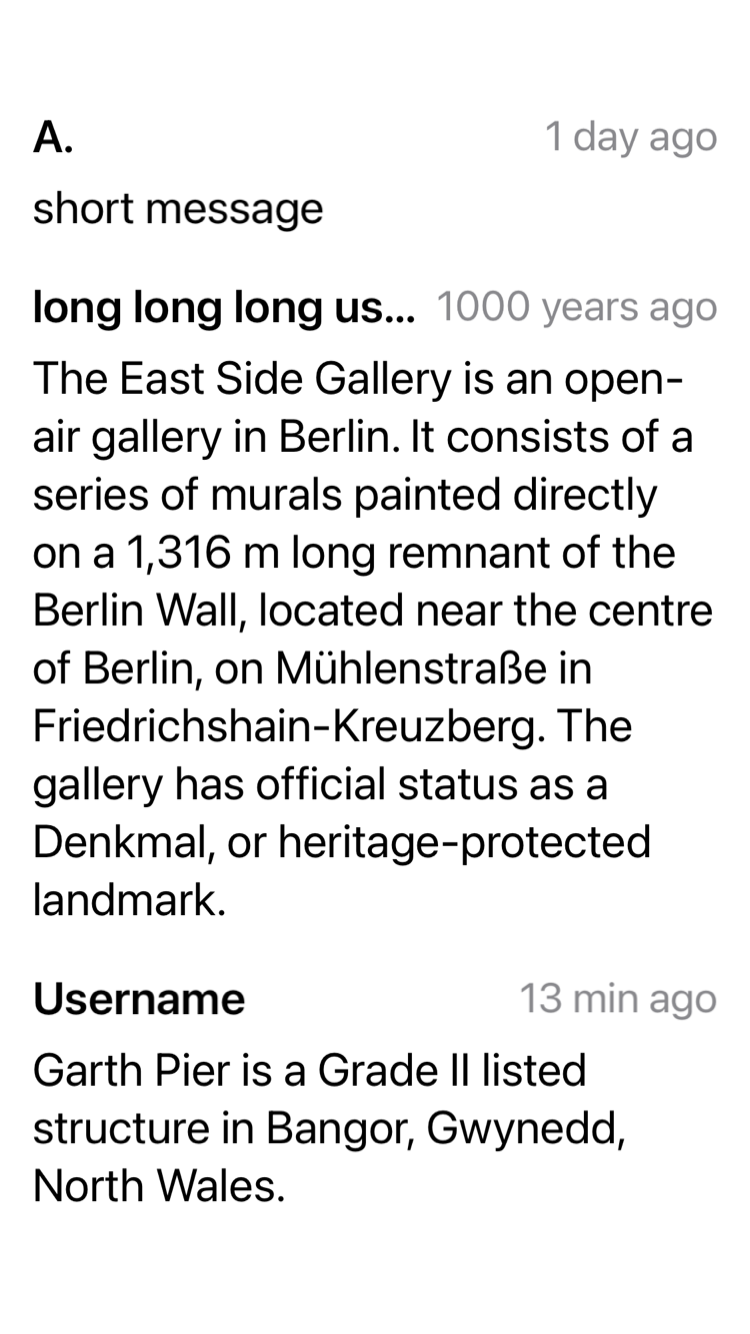 A. 1 day ago
short message
long long long us... 1000 years ago
The East Side Gallery is an open-
air gallery in Berlin. It consists of a
series of murals painted directly
on a 1,316 m long remnant of the
Berlin Wall, located near the centre
of Berlin, on Mühlenstraße in
Friedrichshain-Kreuzberg. The
gallery has official status as a
Denkmal, or heritage-protected
landmark.
Username 13 min ago
Garth Pier is a Grade II listed
structure in Bangor, Gwynedd,
North Wales.